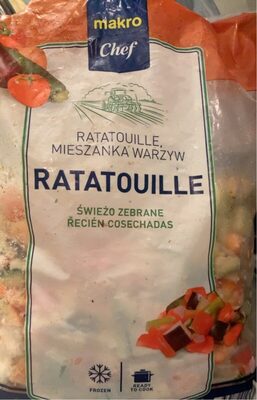 makro
Chef
RATATOUILLE,
MIESZANKA WARZYW
RATATOUILLE
ŚWIEŻO ZEBRANE
RECIÉN COSECHADAS
FROZEN
READY
TO COOK